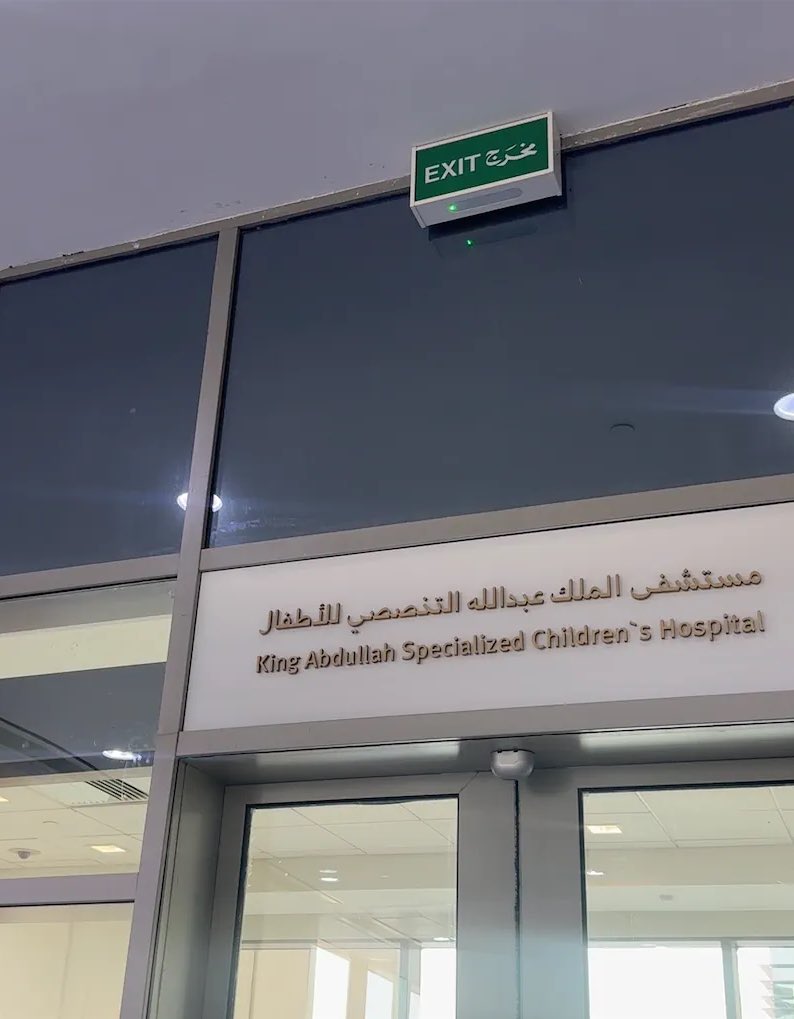 EXIT مخرج
مستشفى الملك عبدالله التخصصي للأطفال
King Abdullah Specialized Children`s Hospital